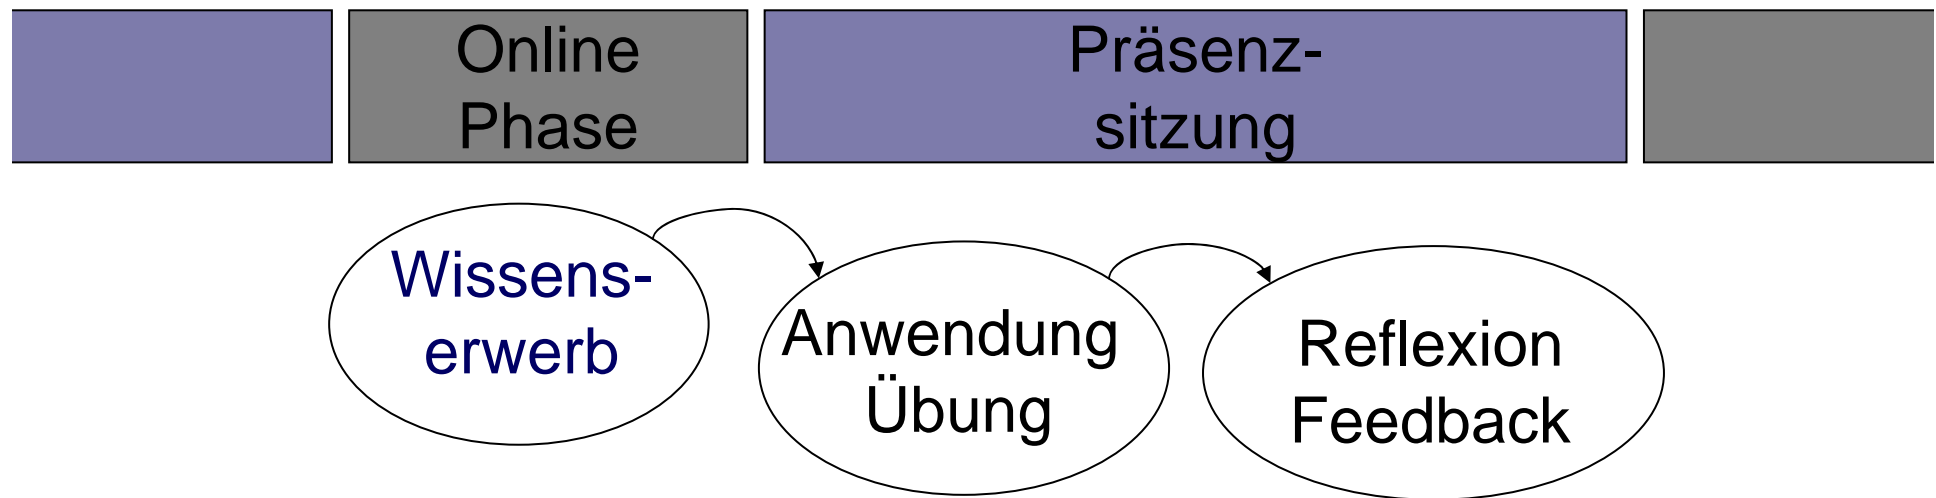 Online
Phase
Präsenz-
sitzung
Wissens-
erwerb
Anwendung
Übung
Reflexion
Feedback